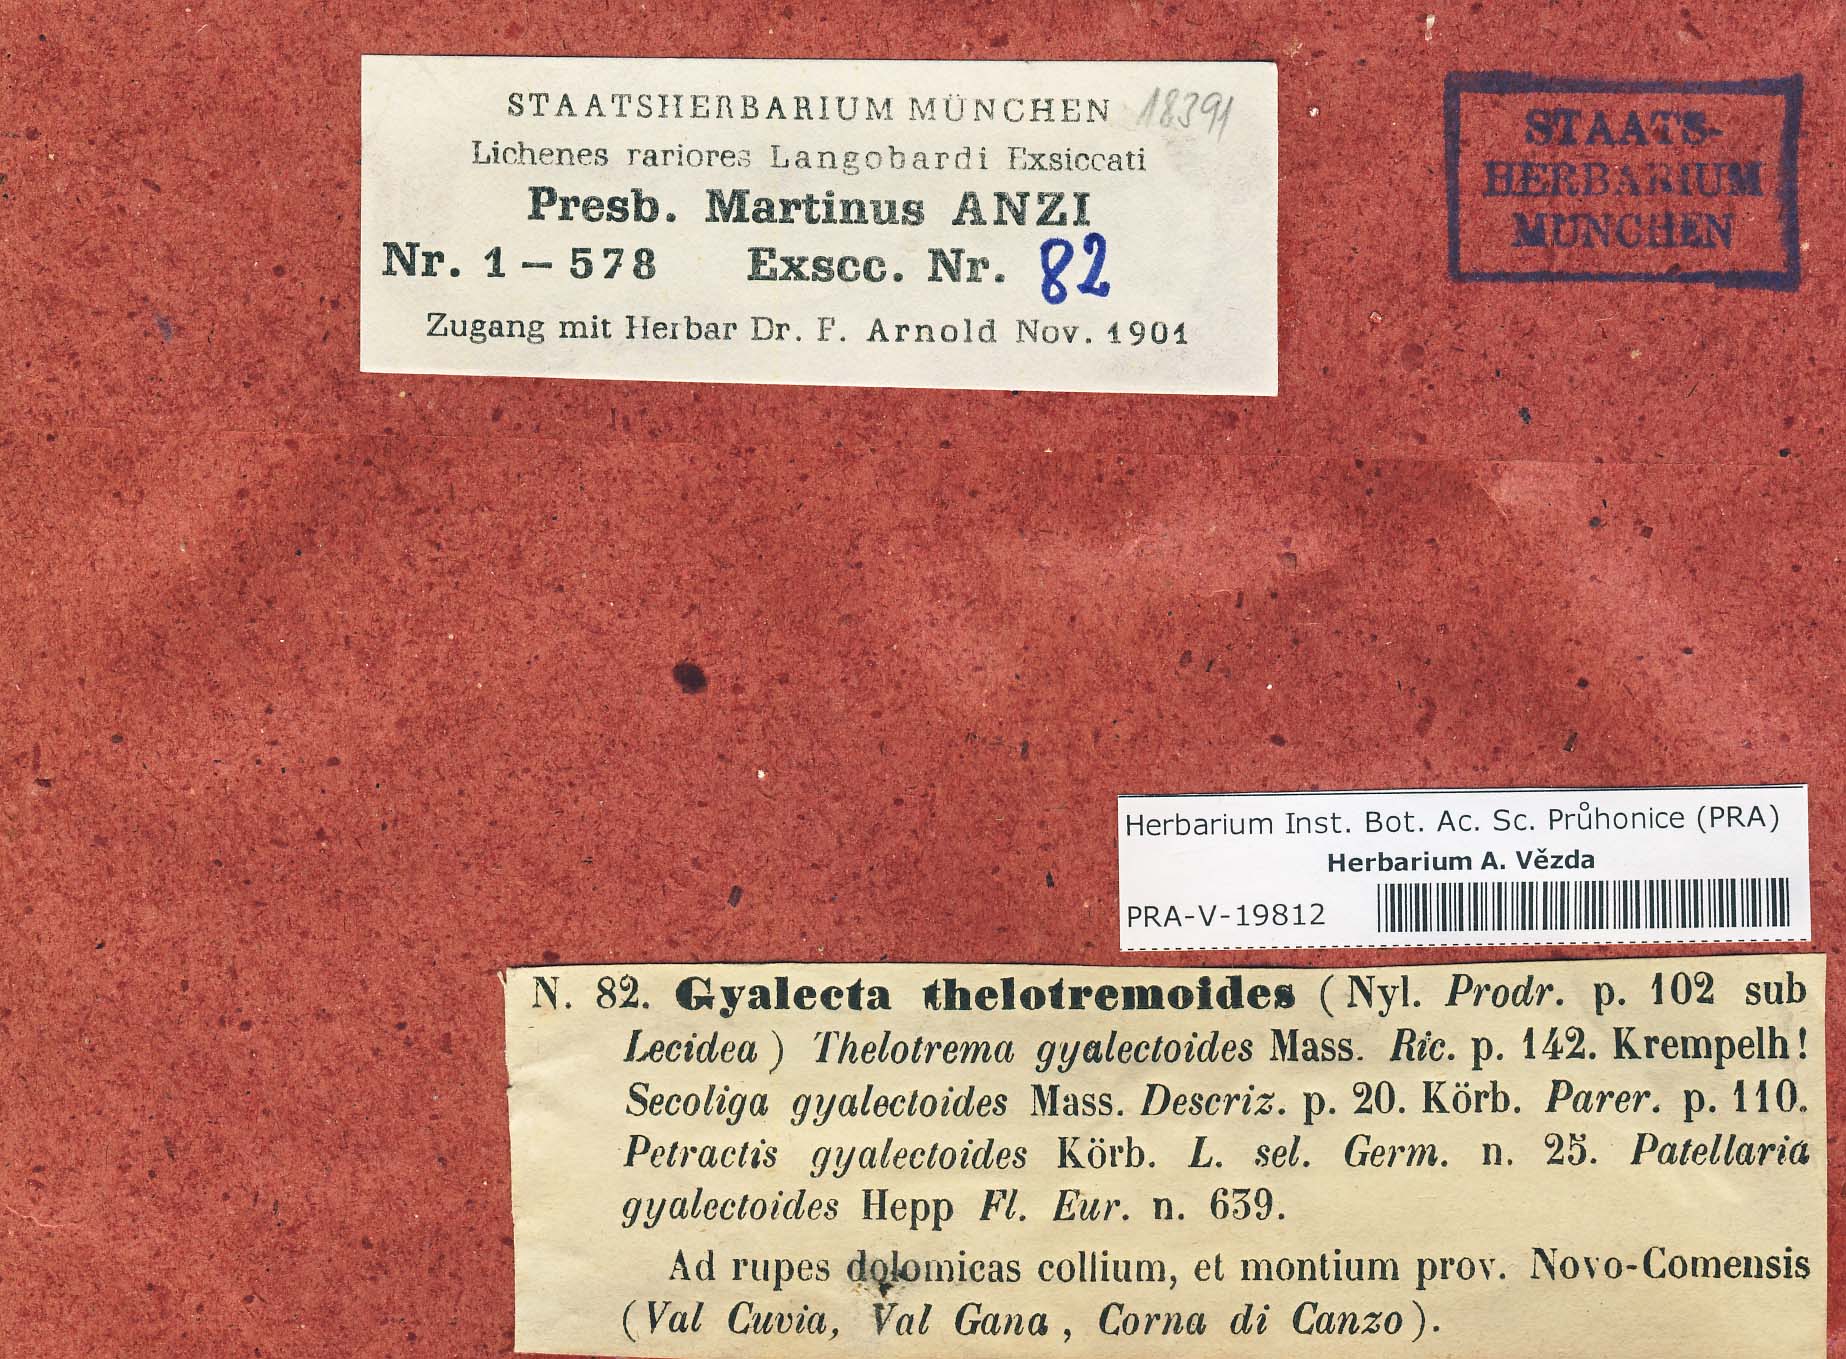 STAATSHERBARIUM MÜNCHEN 18391
Lichenes rariores Langobardi Exsiccati
Presb. Martinus ANZI
Nr. 1 – 578 Exscc. Nr. 82
Zugang mit Herbar Dr. F. Arnold Nov. 1901
STAATS-
HERBARIUM
MÜNCHEN
Herbarium Inst. Bot. Ac. Sc. Průhonice (PRA)
Herbarium A. Vězda
PRA-V-19812
N. 82. Gyalecta thelotremoides (Nyl. Prodr. p. 102 sub
Lecidea) Thelotrema gyalectoides Mass. Ric. p. 142. Krempelh!
Secoliga gyalectoides Mass. Descriz. p. 20. Körb. Parer. p. 110.
Petractis gyalectoides Körb. L. sel. Germ. n. 25. Patellaria
gyalectoides Hepp Fl. Eur. n. 639.
Ad rupes dolomicas collium, et montium prov. Novo-Comensis
(Val Cuvia, Val Gana, Corna di Canzo).